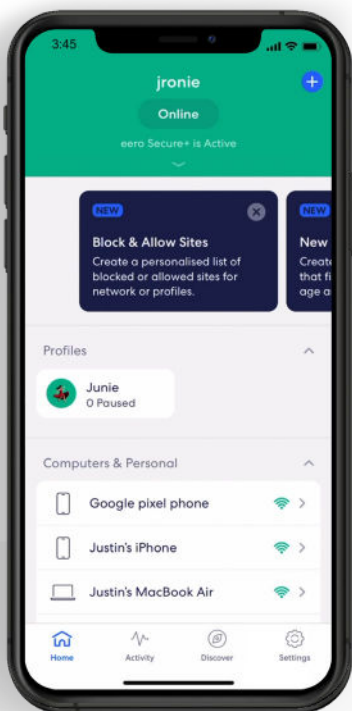 3:45
jronie
Online
eero Secure+ is Active
NEW
Block & Allow Sites
Create a personalised list of
blocked or allowed sites for
network or profiles.
NEW
New
Create
that fi
age a
Profiles
Junie
0 Paused
Computers & Personal
Google pixel phone
Justin's iPhone
Justin's MacBook Air
Home
Activity
Discover
Settings